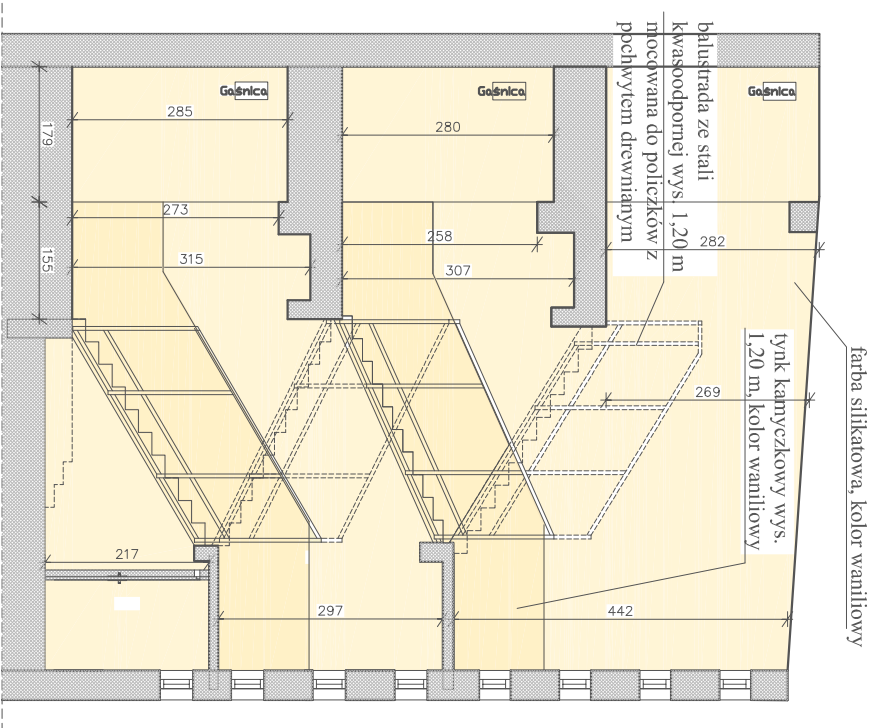 balustrada ze stali
kwasoodpornej wys. 1,20 m
mocowana do policzków z
pochwytem drewnianym
farba silikatowa, kolor waniliowy
tynk kamyczkowy wys.
1,20 m, kolor waniliowy
Gaśnica
Gaśnica
Gaśnica
285
280
179
273
258
282
315
307
155
269
217
297
442